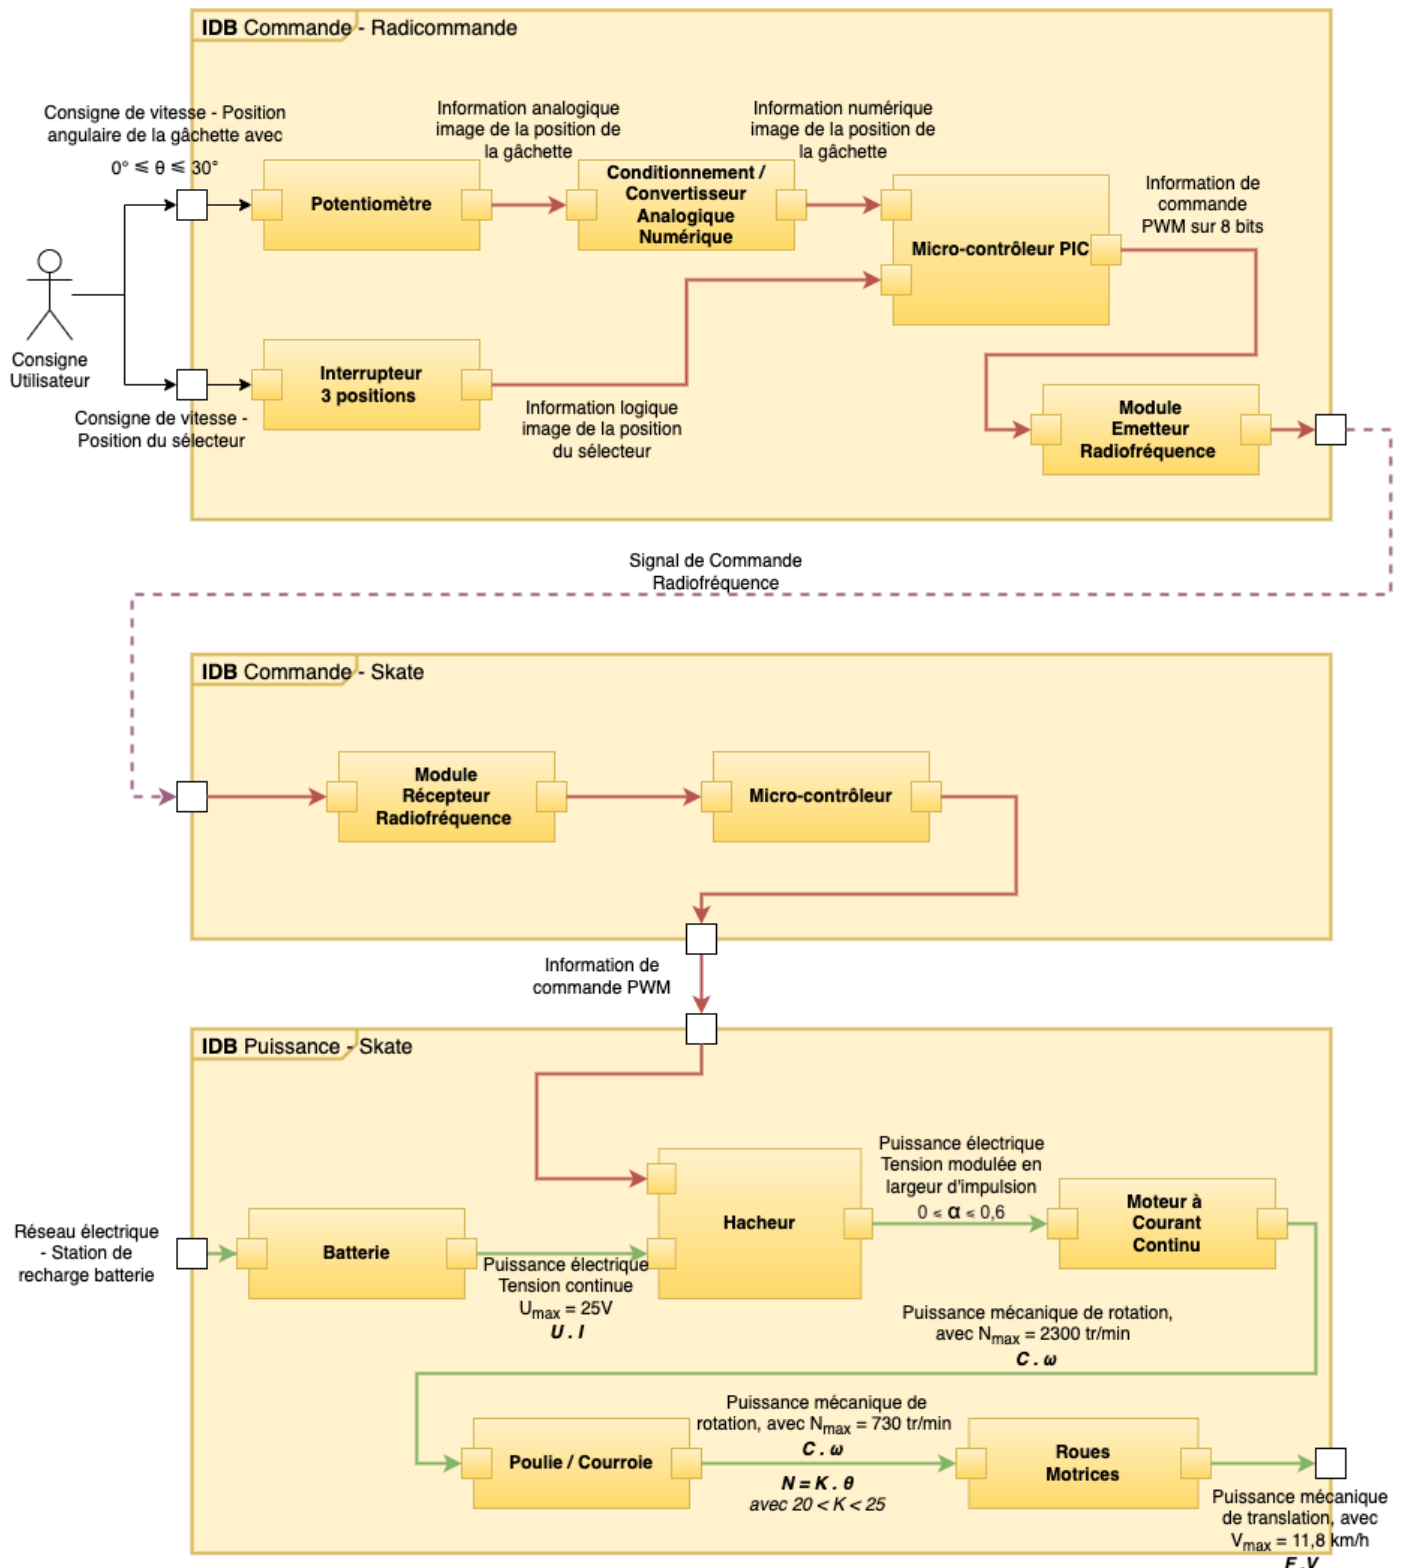 IDB Commande - Radicommande
Consigne de vitesse - Position
angulaire de la gâchette avec
0° ≤ θ ≤ 30°
Information analogique
image de la position de
la gâchette
Information numérique
image de la position de
la gâchette
Potentiomètre
Conditionnement /
Convertisseur
Analogique
Numérique
Micro-contrôleur PIC
Information de
commande
PWM sur 8 bits
Consigne
Utilisateur
Interrupteur
3 positions
Consigne de vitesse -
Position du sélecteur
Information logique
image de la position
du sélecteur
Module
Emetteur
Radiofréquence
Signal de Commande
Radiofréquence
IDB Commande - Skate
Module
Récepteur
Radiofréquence
Micro-contrôleur
Information de
commande PWM
IDB Puissance - Skate
Réseau électrique
- Station de
recharge batterie
Batterie
Puissance électrique
Tension continue
Umax = 25V
U . I
Hacheur
Puissance électrique
Tension modulée en
largeur d'impulsion
0 ≤ α ≤ 0,6
Moteur à
Courant
Continu
Puissance mécanique de rotation,
avec Nmax = 2300 tr/min
C . ω
Poulie / Courroie
Puissance mécanique de
rotation, avec Nmax = 730 tr/min
C . ω
N = K . θ
avec 20 < K < 25
Roues
Motrices
Puissance mécanique
de translation, avec
Vmax = 11,8 km/h
F . V